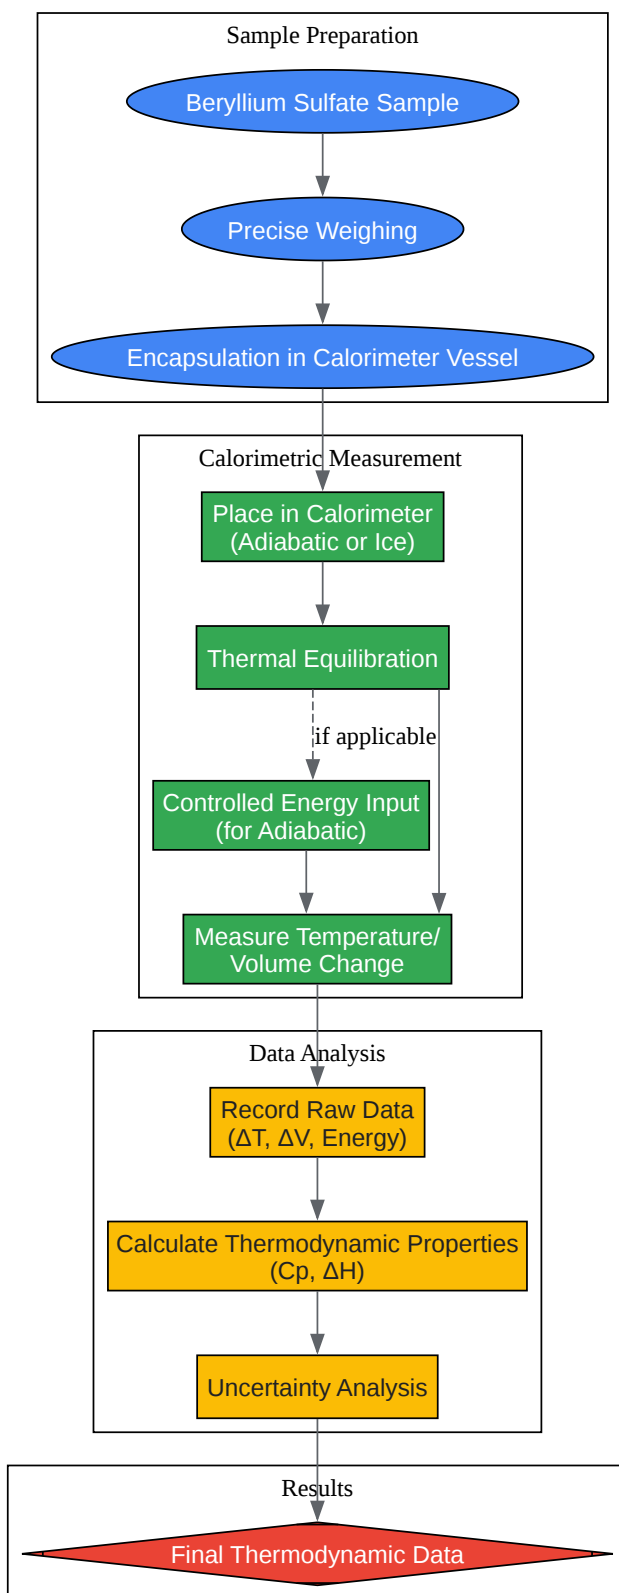 Sample Preparation
Beryllium Sulfate Sample
Precise Weighing
Encapsulation in Calorimeter Vessel
Calorimetric Measurement
Place in Calorimeter
(Adiabatic or Ice)
Thermal Equilibration
if applicable
Controlled Energy Input
(for Adiabatic)
Measure Temperature/
Volume Change
Data Analysis
Record Raw Data
(ΔT, ΔV, Energy)
Calculate Thermodynamic Properties
(Cp, ΔH)
Uncertainty Analysis
Results
Final Thermodynamic Data